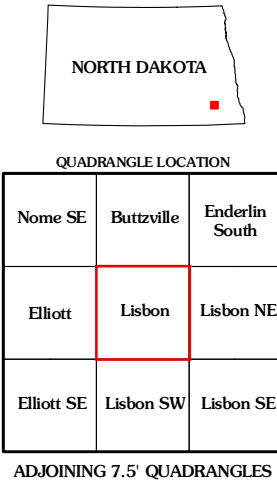 NORTH DAKOTA
QUADRANGLE LOCATION
Nome SE
Buttzville
Enderlin
South
Elliott
Lisbon
Lisbon NE
Elliott SE
Lisbon SW
Lisbon SE
ADJOINING 7.5' QUADRANGLES